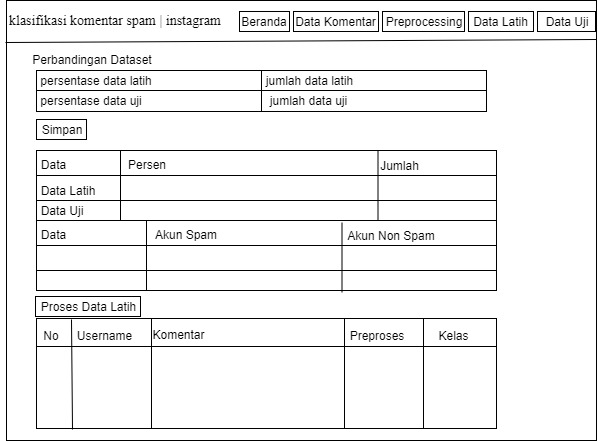 klasifikasi komentar spam | instagram Beranda Data Komentar Preprocessing Data Latih Data Uji
Perbandingan Dataset
persentase data latih jumlah data latih
persentase data uji jumlah data uji
Simpan
Data Persen Jumlah
Data Latih
Data Uji
Data Akun Spam Akun Non Spam
Proses Data Latih
No Username Komentar Preproses Kelas